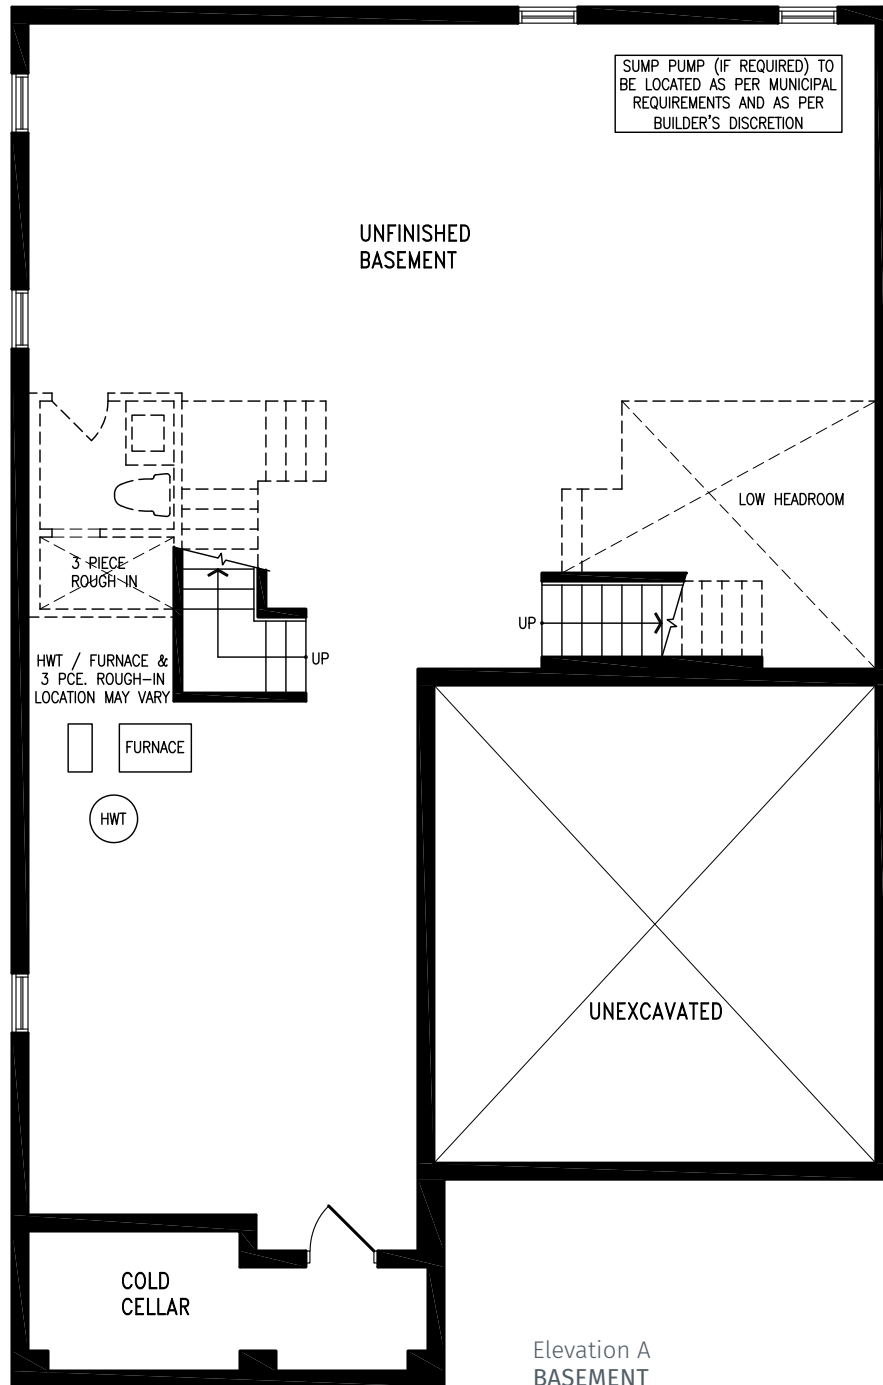 SUMP PUMP (IF REQUIRED) TO
BE LOCATED AS PER MUNICIPAL
REQUIREMENTS AND AS PER
BUILDER'S DISCRETION
UNFINISHED
BASEMENT
LOW HEADROOM
3 PIECE
ROUGH IN
UP
UP
HWT / FURNACE &
3 PCE. ROUGH-IN
LOCATION MAY VARY
FURNACE
HWT
UNEXCAVATED
COLD
CELLAR
Elevation A
BASEMENT